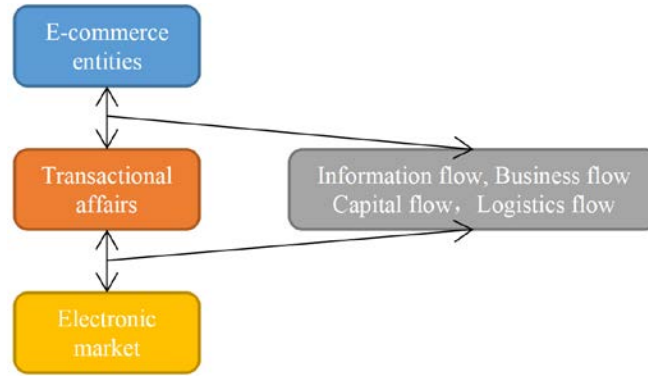 E-commerce
entities
Transactional
affairs
Information flow, Business flow
Capital flow，Logistics flow
Electronic
market